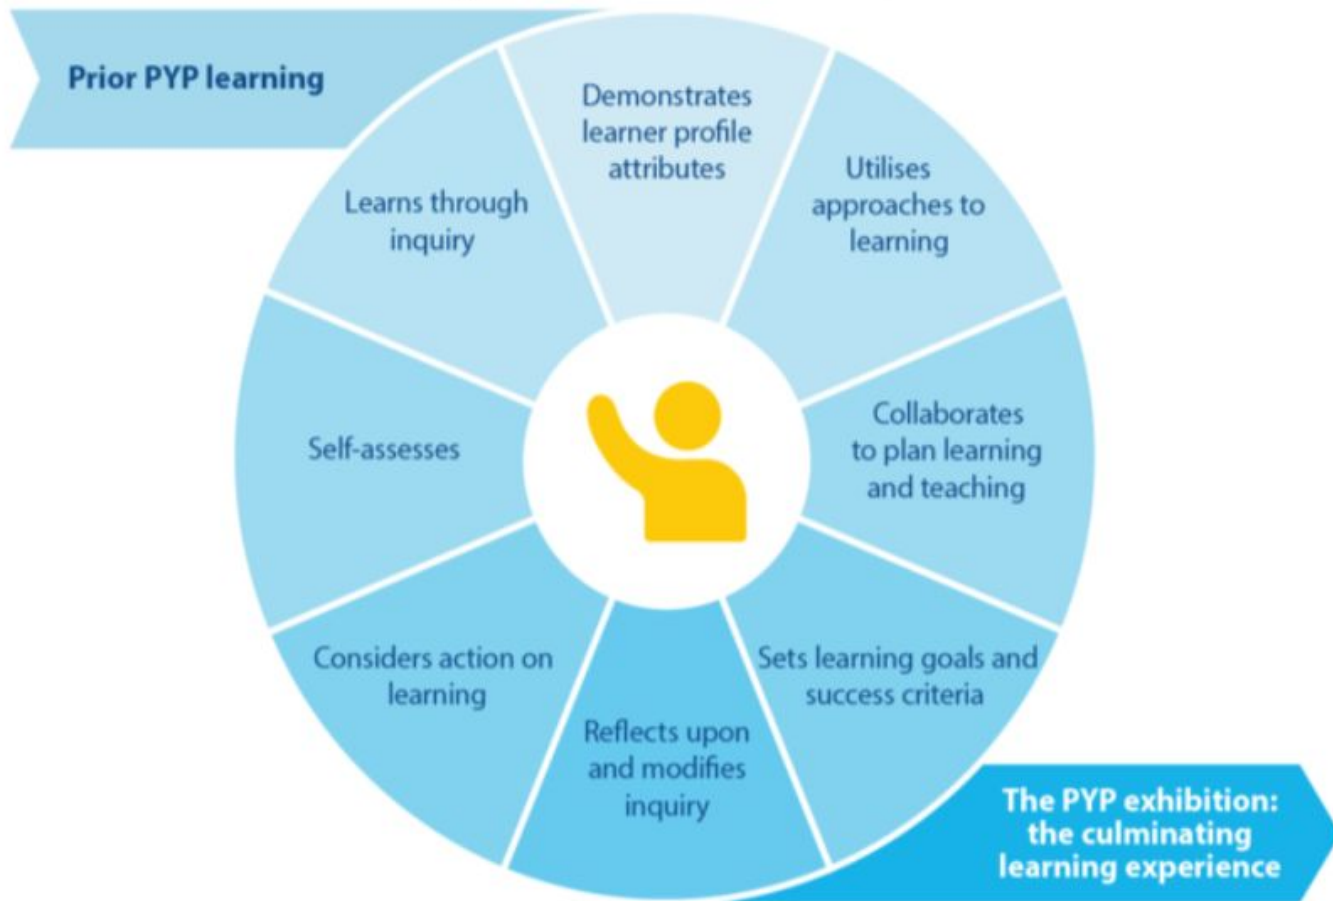 Prior PYP learning
Demonstrates
learner profile
attributes
Utilises
approaches to
learning
Collaborates
to plan learning
and teaching
Sets learning goals and
success criteria
Reflects upon
and modifies
inquiry
Considers action on
learning
Self-assesses
Learns through
inquiry
The PYP exhibition:
the culminating
learning experience